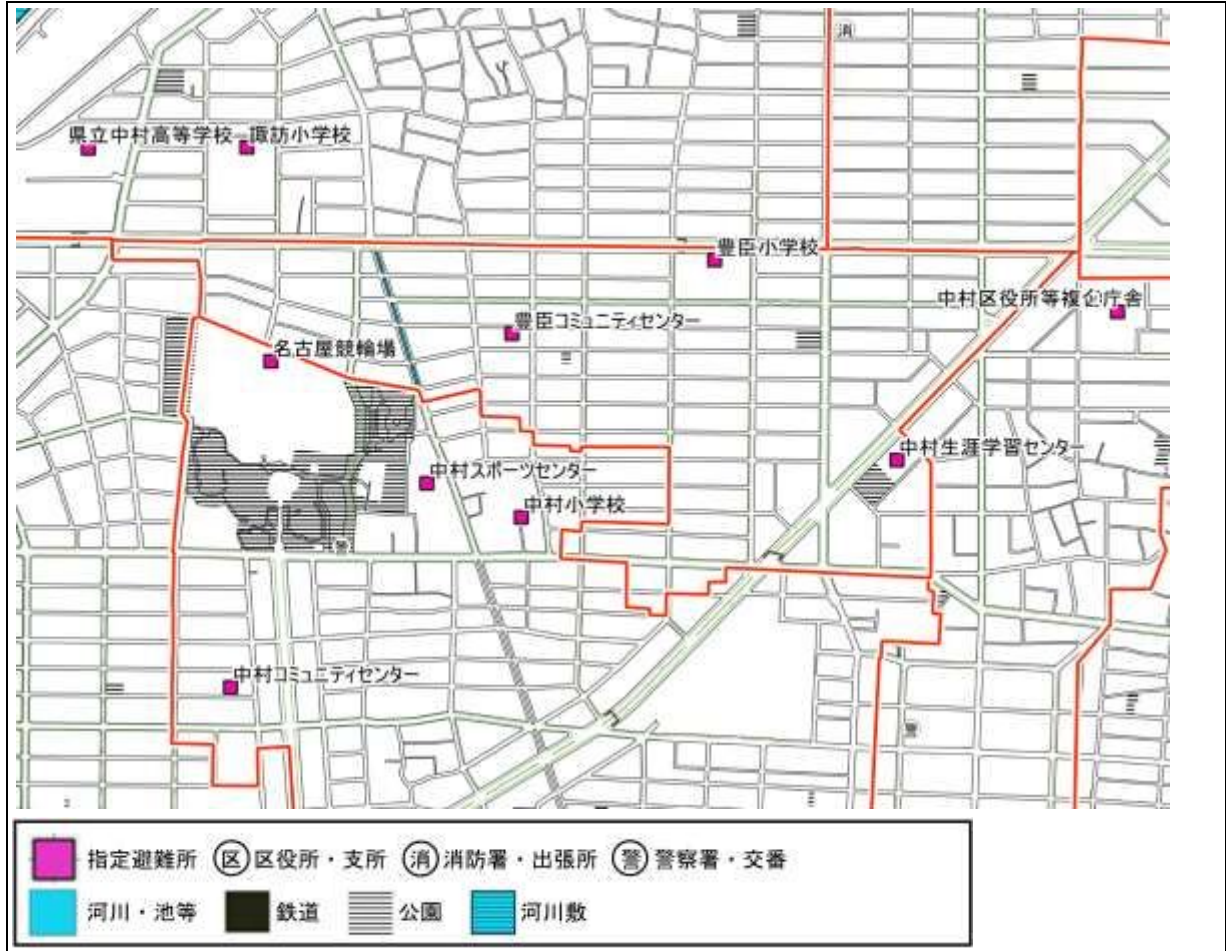 消
県立中村高等学校
諏訪小学校
豊臣小学校
中村区役所等複合庁舎
豊臣コミュニティセンター
名古屋競輪場
中村生涯学習センター
中村スポーツセンター
中村小学校
警
中村コミュニティセンター
警
指定避難所 区 区役所・支所 消 消防署・出張所 警 警察署・交番
河川・池等 鉄道 公園 河川敷